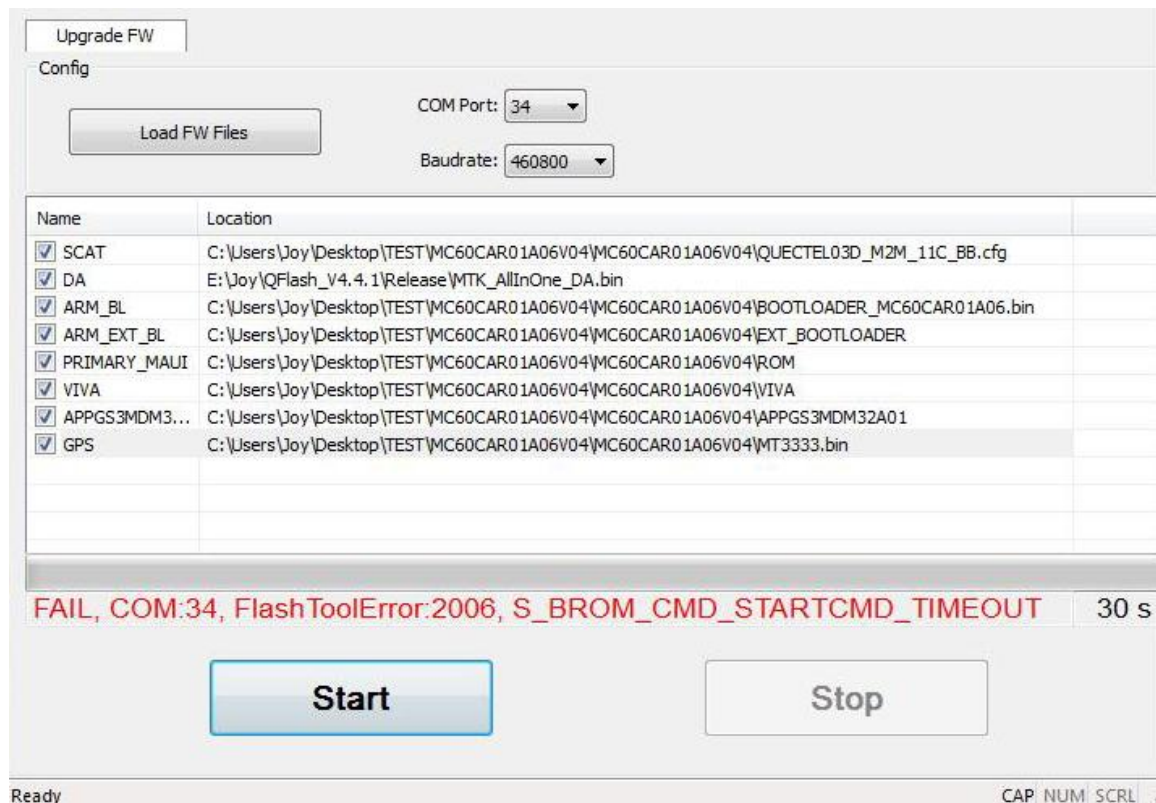 Upgrade FW
Config
Load FW Files
COM Port: 34
Baudrate: 460800
Name Location
SCAT C:\Users\Joy\Desktop\TEST\MC60CAR01A06V04\MC60CAR01A06V04\QUECTEL03D_M2M_11C_BB.cfg
DA E:\Joy\QFlash_V4.4.1\Release\MTK_AllInOne_DA.bin
ARM_BL C:\Users\Joy\Desktop\TEST\MC60CAR01A06V04\MC60CAR01A06V04\BOOTLOADER_MC60CAR01A06.bin
ARM_EXT_BL C:\Users\Joy\Desktop\TEST\MC60CAR01A06V04\MC60CAR01A06V04\EXT_BOOTLOADER
PRIMARY_MAUI C:\Users\Joy\Desktop\TEST\MC60CAR01A06V04\MC60CAR01A06V04\ROM
VIVA C:\Users\Joy\Desktop\TEST\MC60CAR01A06V04\MC60CAR01A06V04\VIVA
APPGS3MDM3... C:\Users\Joy\Desktop\TEST\MC60CAR01A06V04\MC60CAR01A06V04\APPGS3MDM32A01
GPS C:\Users\Joy\Desktop\TEST\MC60CAR01A06V04\MC60CAR01A06V04\MT3333.bin
FAIL, COM:34, FlashToolError:2006, S_BROM_CMD_STARTCMD_TIMEOUT 30 s
Start Stop
Ready CAP NUM SCRL